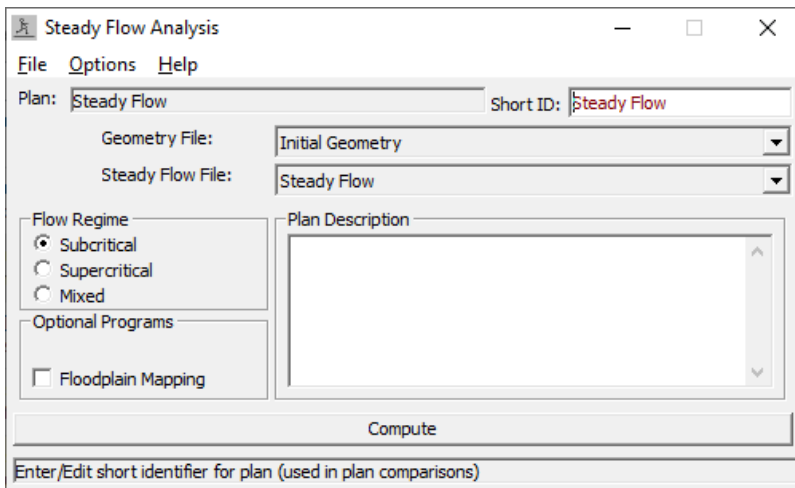 Steady Flow Analysis
File Options Help
Plan: Steady Flow Short ID: Steady Flow
Geometry File: Initial Geometry
Steady Flow File: Steady Flow
Flow Regime
Subcritical
Supercritical
Mixed
Optional Programs
Floodplain Mapping
Plan Description
Compute
Enter/Edit short identifier for plan (used in plan comparisons)